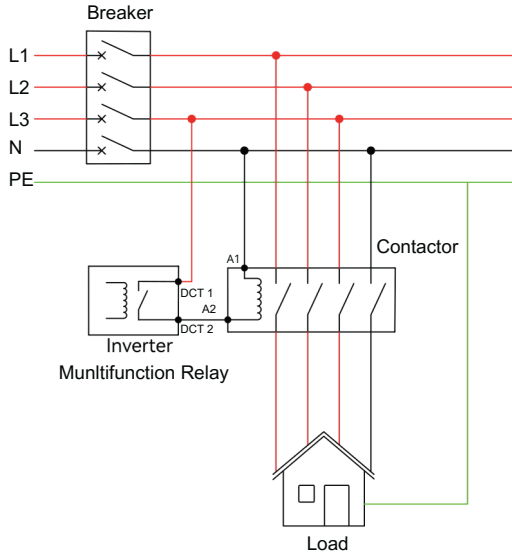 Breaker
L1
L2
L3
N
PE
Contactor
A1
DCT 1
A2
DCT 2
Inverter
Munltifunction Relay
Load